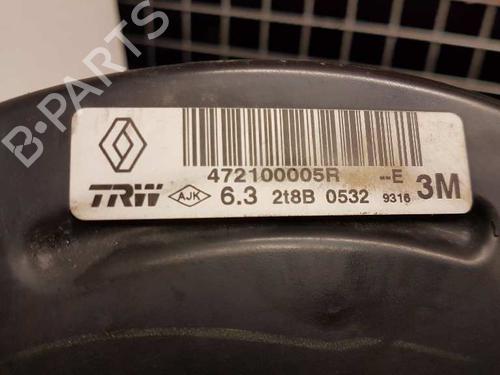 B-PARTS
472100005R --E
TRW AJK 6.3 2t8B 0532 9316 3M